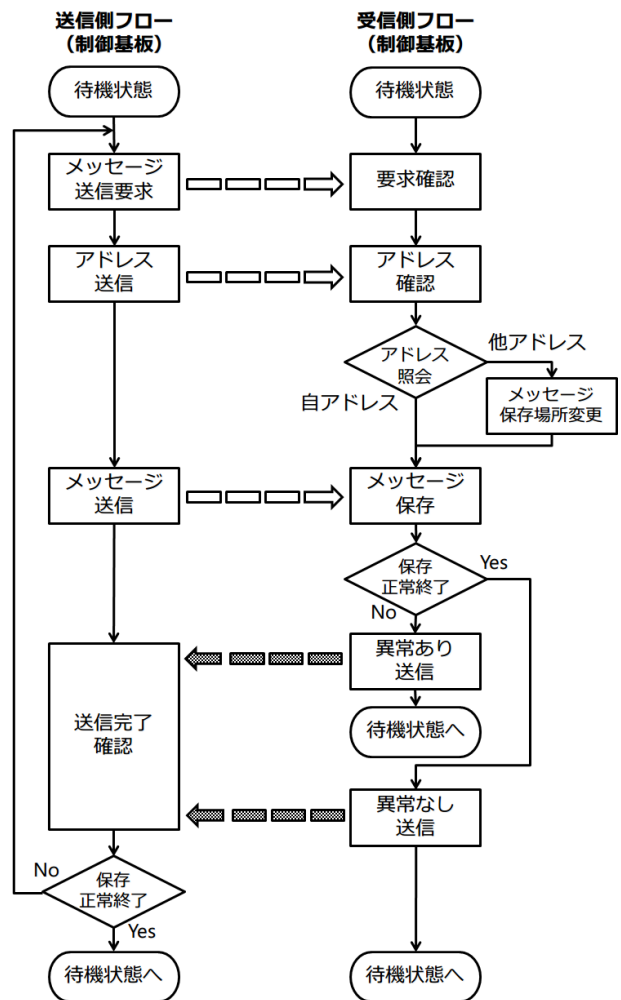 送信側フロー
（制御基板）
受信側フロー
（制御基板）
待機状態
待機状態
メッセージ
送信要求
要求確認
アドレス
送信
アドレス
確認
アドレス
照会
他アドレス
自アドレス
メッセージ
保存場所変更
メッセージ
送信
メッセージ
保存
保存
正常終了
Yes
No
異常あり
送信
待機状態へ
送信完了
確認
異常なし
送信
No
保存
正常終了
Yes
待機状態へ
待機状態へ